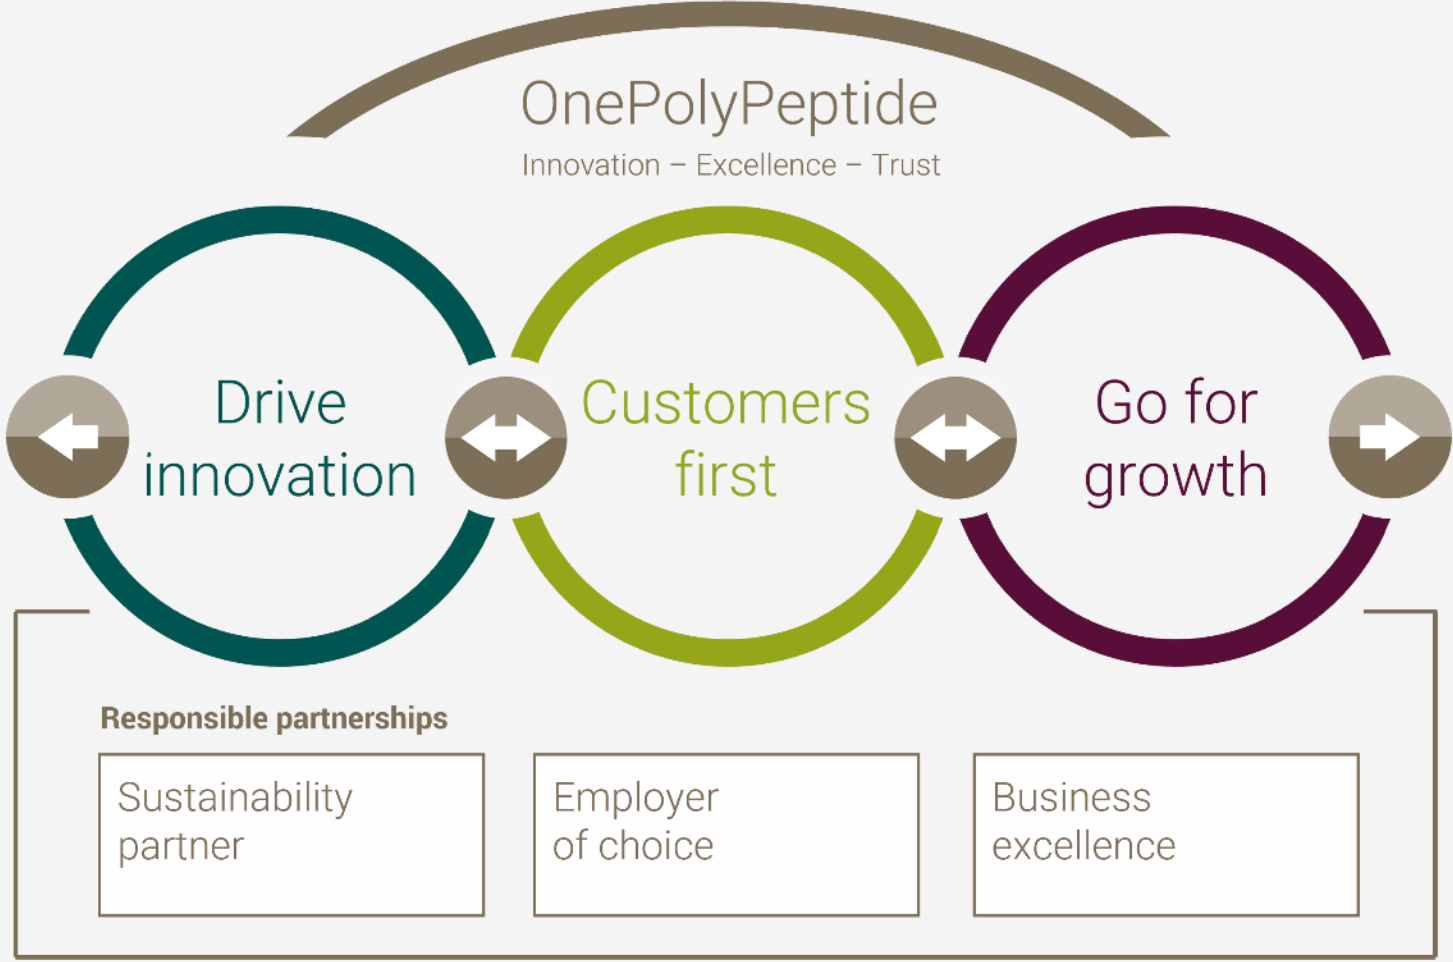 OnePolyPeptide
Innovation – Excellence – Trust
Drive
innovation
Customers
first
Go for
growth
Responsible partnerships
Sustainability
partner
Employer
of choice
Business
excellence